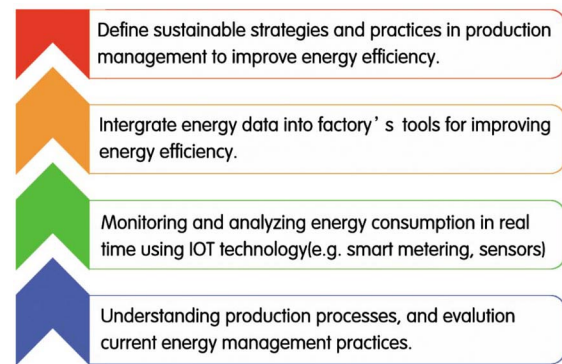 Define sustainable strategies and practices in production
management to improve energy efficiency.
Intergrate energy data into factory's tools for improving
energy efficiency.
Monitoring and analyzing energy consumption in real
time using IOT technology(e.g. smart metering, sensors)
Understanding production processes, and evalution
current energy management practices.